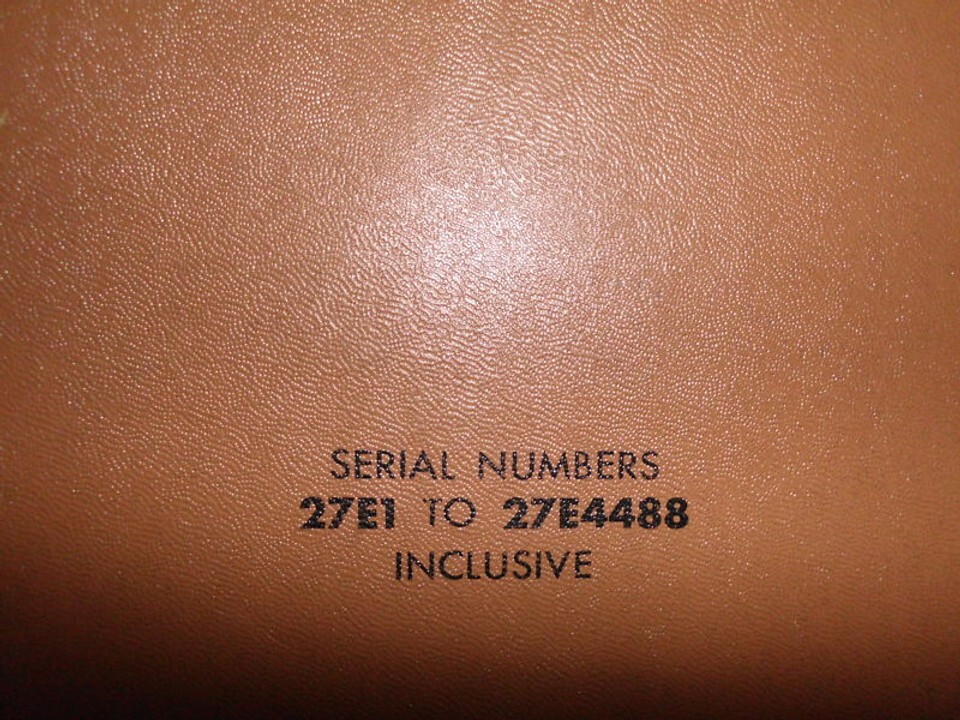 SERIAL NUMBERS
27E1 TO 27E4488
INCLUSIVE